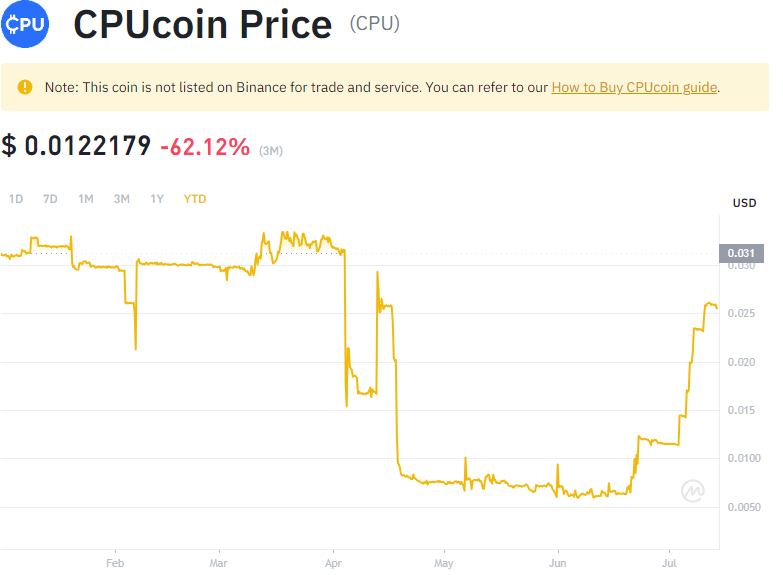 CPU
CPUcoin Price (CPU)
Note: This coin is not listed on Binance for trade and service. You can refer to our How to Buy CPUcoin guide.
$ 0.0122179 -62.12% (3M)
1D 7D 1M 3M 1Y YTD
USD
0.031
0.030
0.025
0.020
0.015
0.0100
0.0050
Feb Mar Apr May Jun Jul